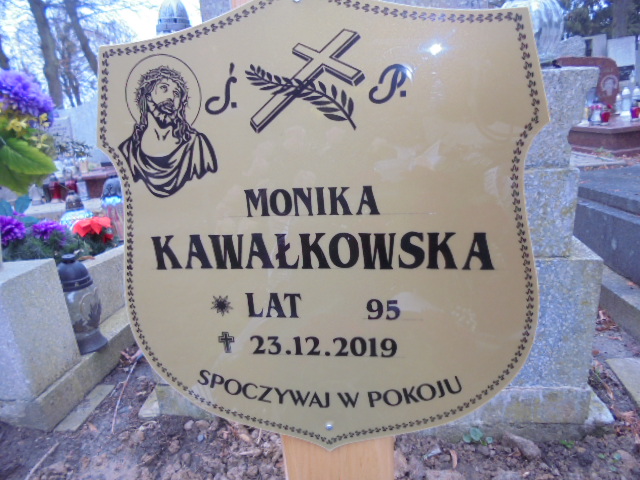 Ś. P.
MONIKA
KAWAŁKOWSKA
LAT 95
23.12.2019
SPOCZYWAJ W POKOJU